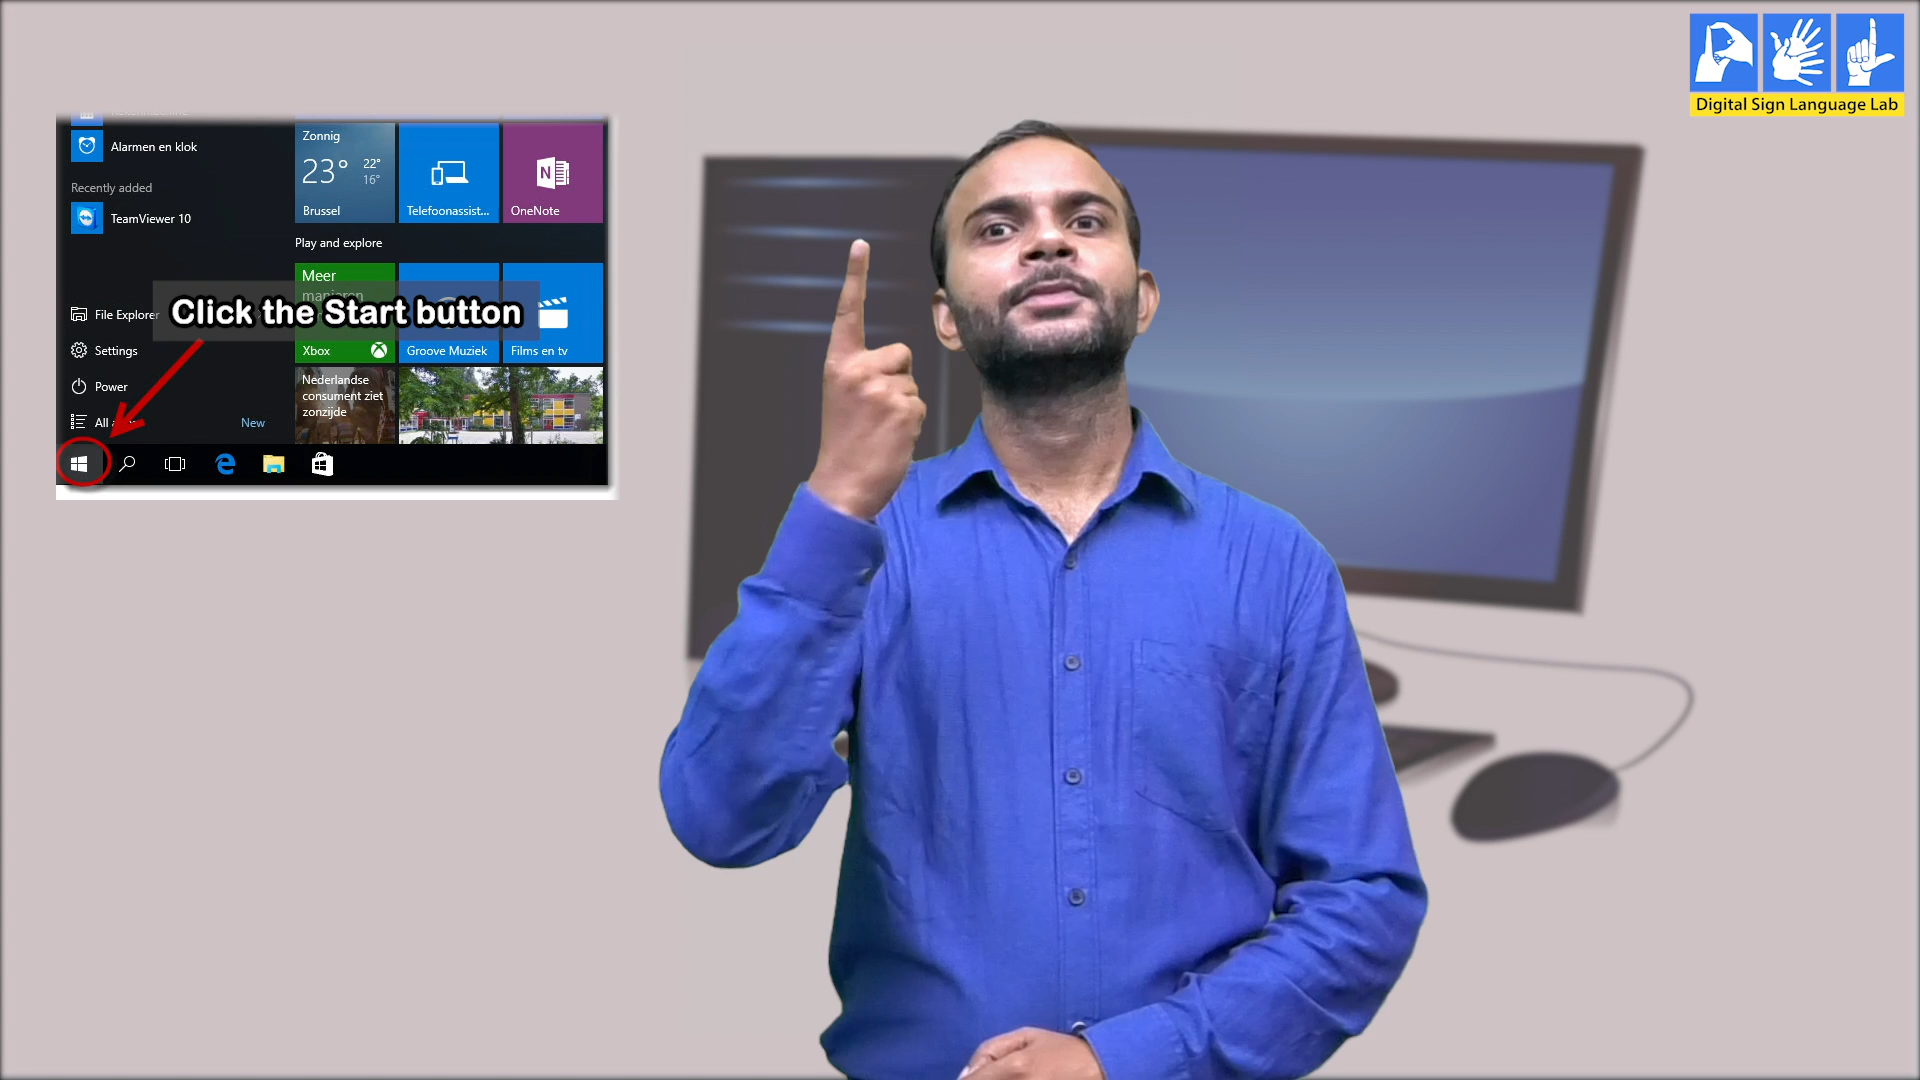 Digital Sign Language Lab
Alarmen en klok
Recently added
TeamViewer 10
File Explorer
Settings
Power
All
New
Zonnig
23° 22°
16°
Brussel
Telefoonassist...
OneNote
Play and explore
Meer
Click the Start button
Xbox
Groove Muziek
Films en tv
Nederlandse
consument ziet
zonzijde